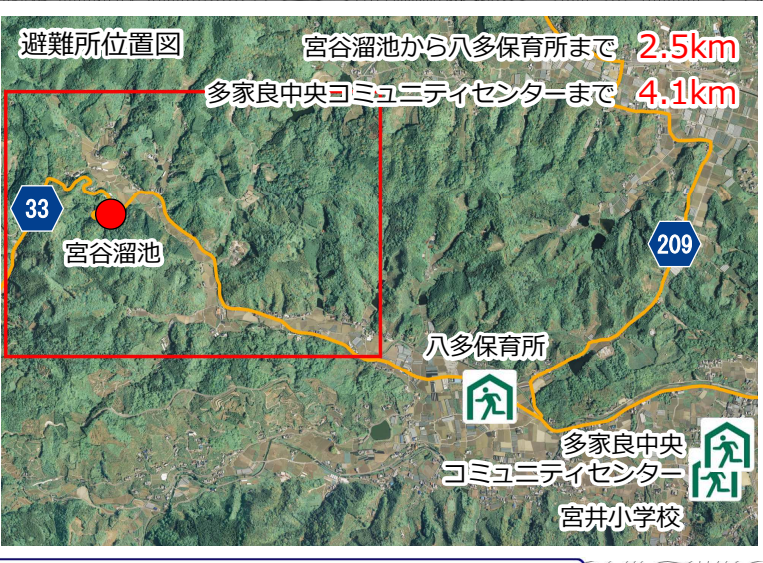 避難所位置図
宮谷溜池から八多保育所まで 2.5km
多家良中央コミュニティセンターまで 4.1km
33
宮谷溜池
209
八多保育所
多家良中央
コミュニティセンター
宮井小学校